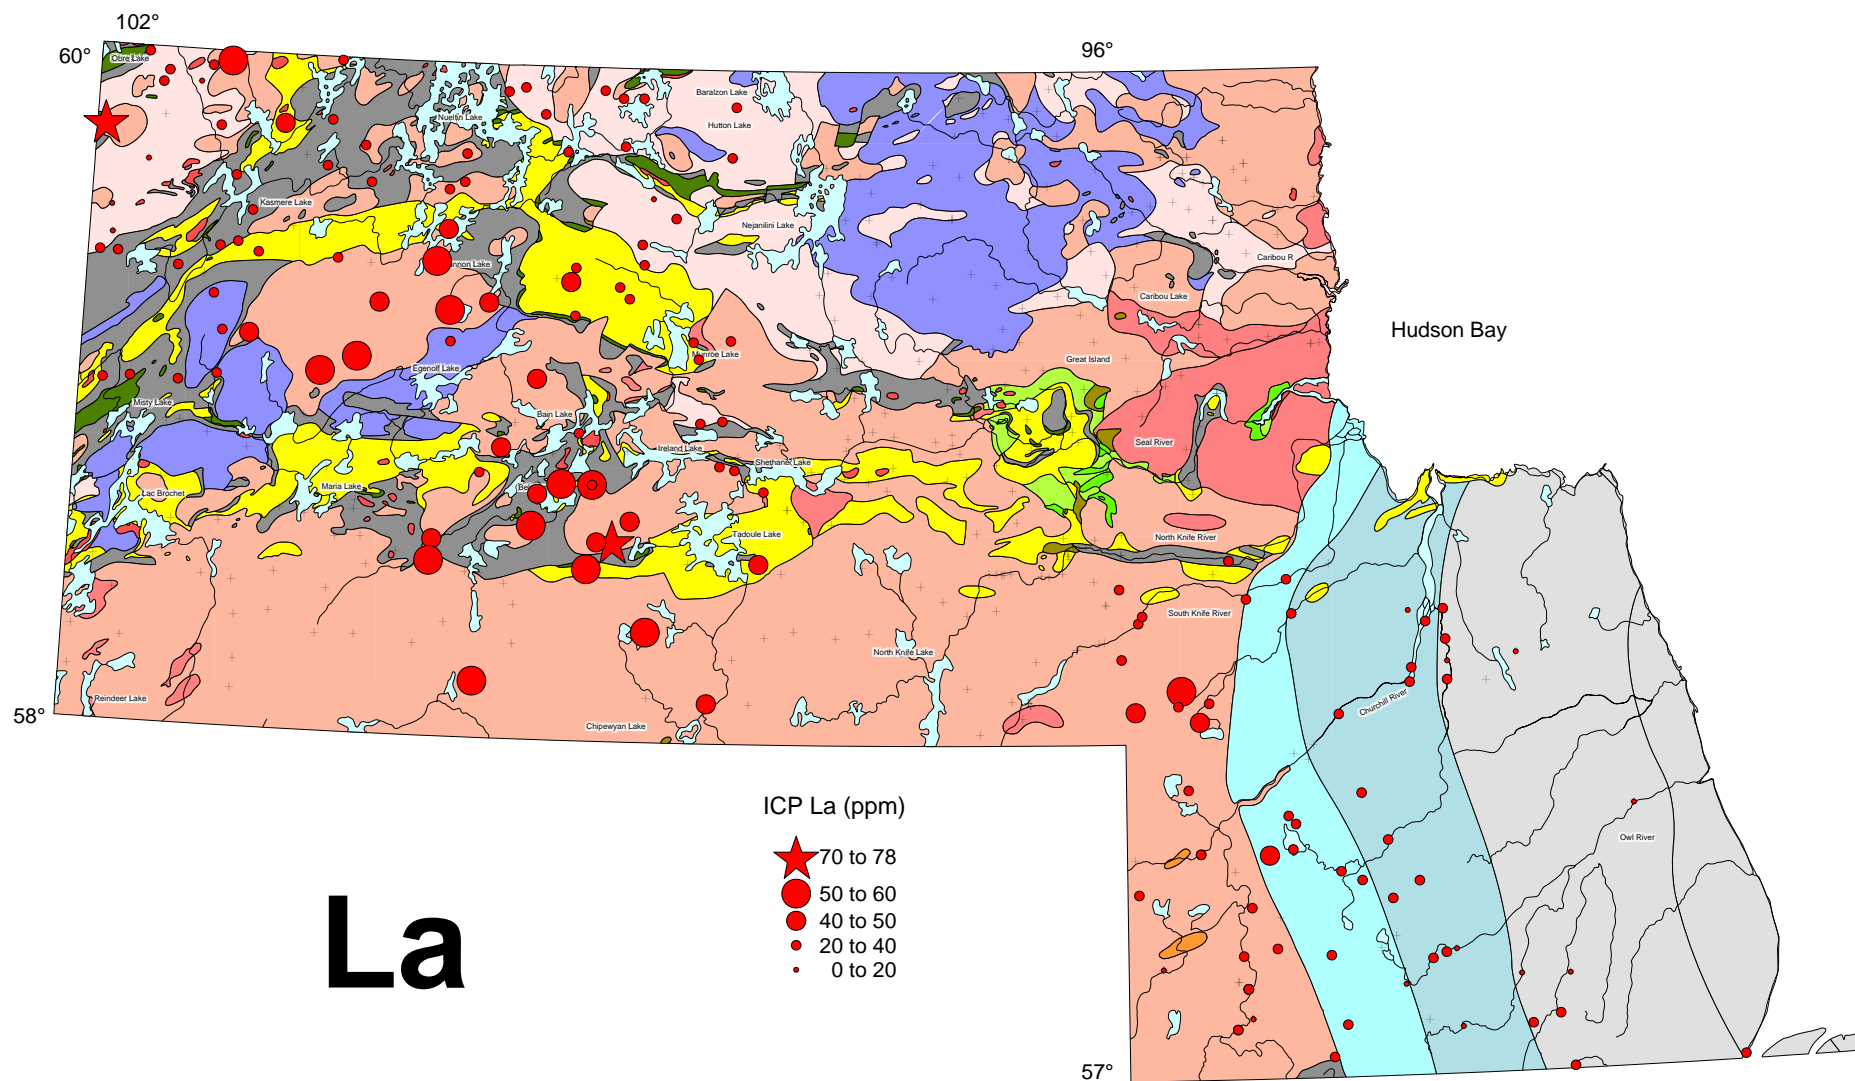 102°
60°
96°
Obre Lake
Baralzon Lake
Nueltin Lake
Hutton Lake
Kasmere Lake
Nejanilini Lake
Caribou R
annon Lake
Caribou Lake
Hudson Bay
Munroe Lake
Great Island
Egenolf Lake
Misty Lake
Bain Lake
Seal River
Ireland Lake
Shethanei Lake
Maria Lake
Be
Lac Brochet
Tadoule Lake
North Knife River
South Knife River
North Knife Lake
Reindeer Lake
Churchill River
58°
Chipewyan Lake
ICP La (ppm)
70 to 78
50 to 60
40 to 50
20 to 40
0 to 20
La
Owl River
57°